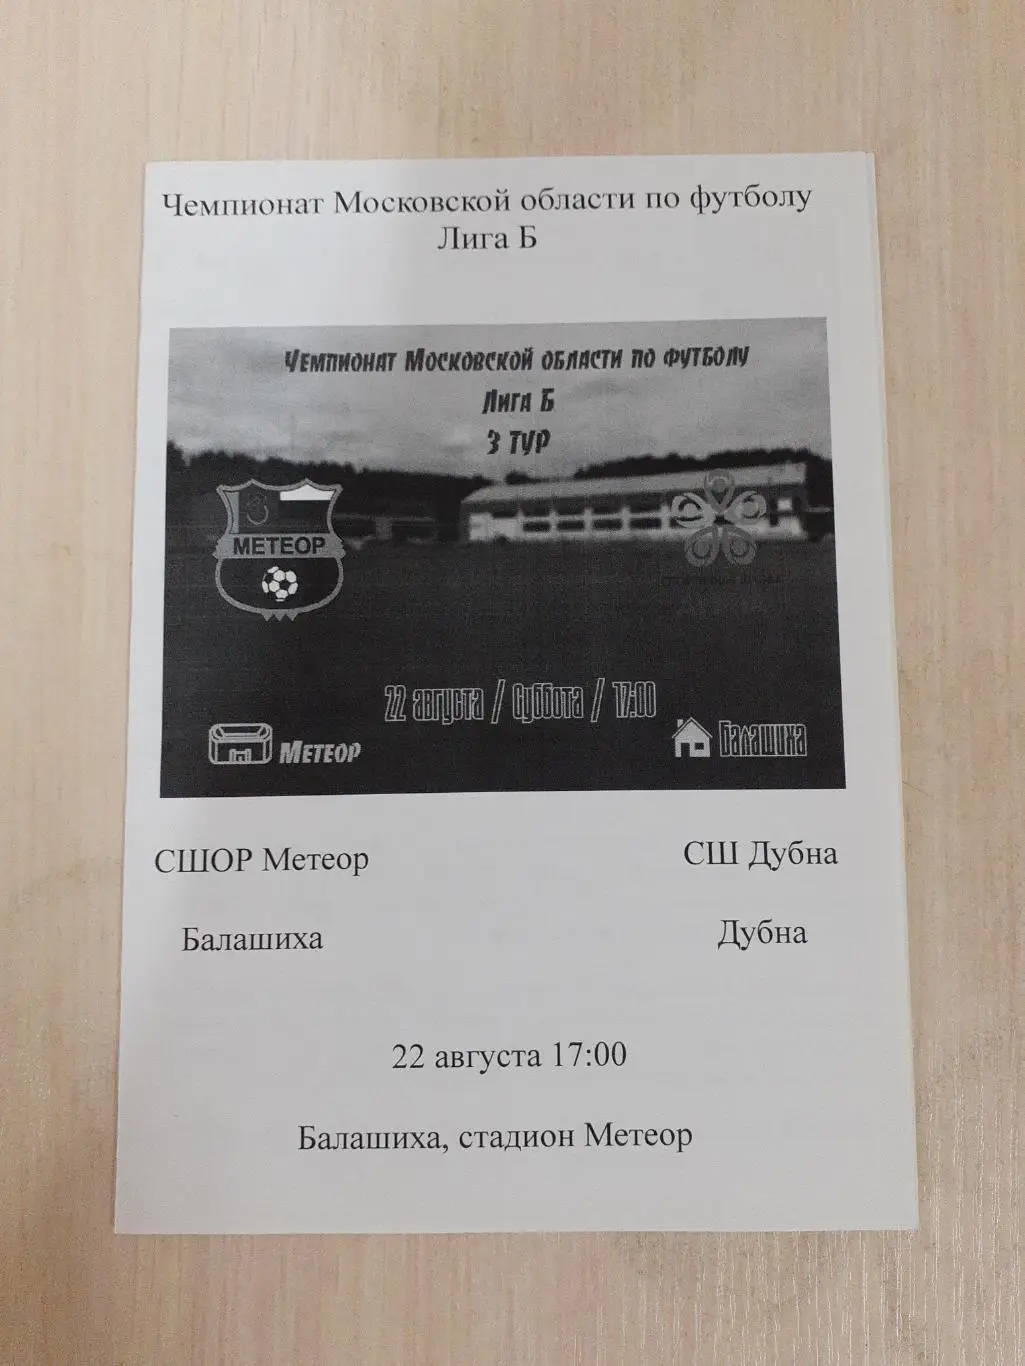 Чемпионат Московской области по футболу
Лига Б
Чемпионат Московской области по футболу
Лига Б
3 тур
МЕТЕОР
22 августа / Суббота / 17:00
Метеор
Балашиха
СШОР Метеор
СШ Дубна
Балашиха
Дубна
22 августа 17:00
Балашиха, стадион Метеор